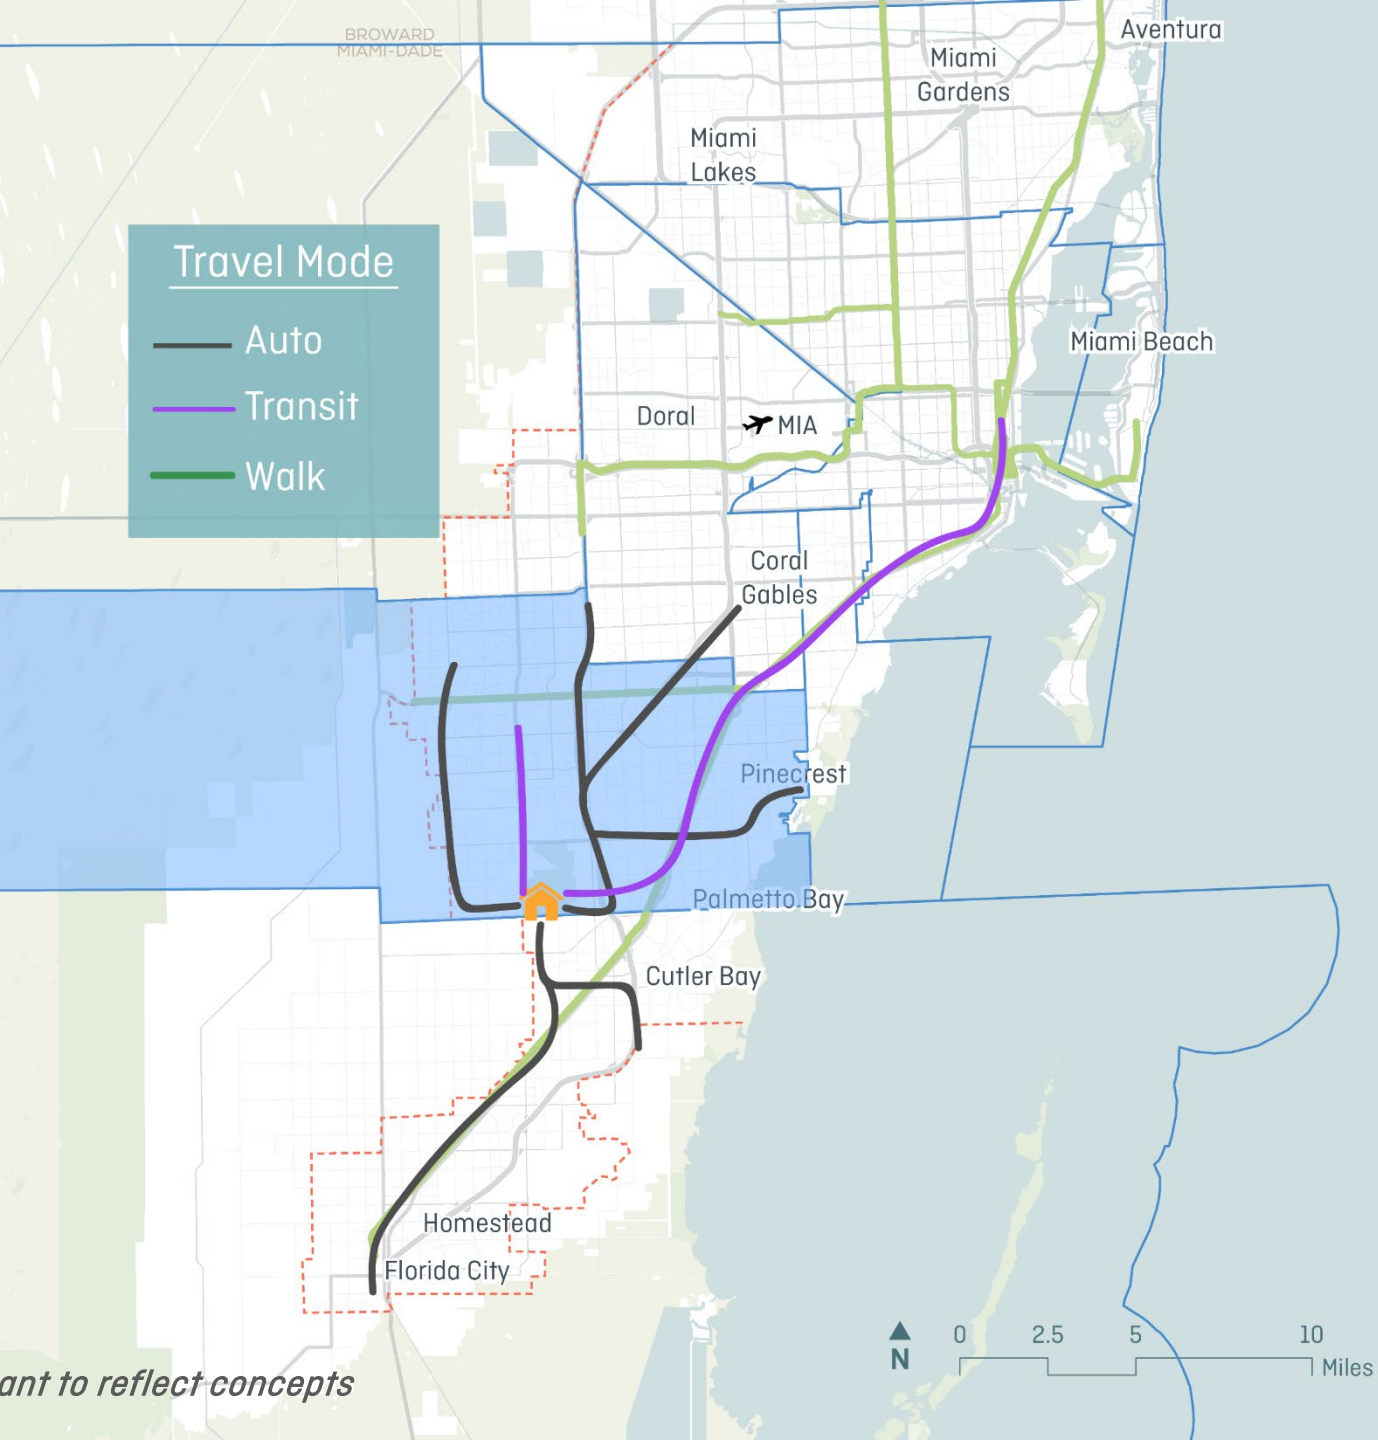 Aventura
BROWARD
MIAMI-DADE
Miami
Gardens
Miami
Lakes
Travel Mode
Auto
Transit
Walk
Miami Beach
Doral
MIA
Coral
Gables
Pinecrest
Palmetto Bay
Cutler Bay
Homestead
Florida City
N
0 2.5 5 10
Miles
ant to reflect concepts